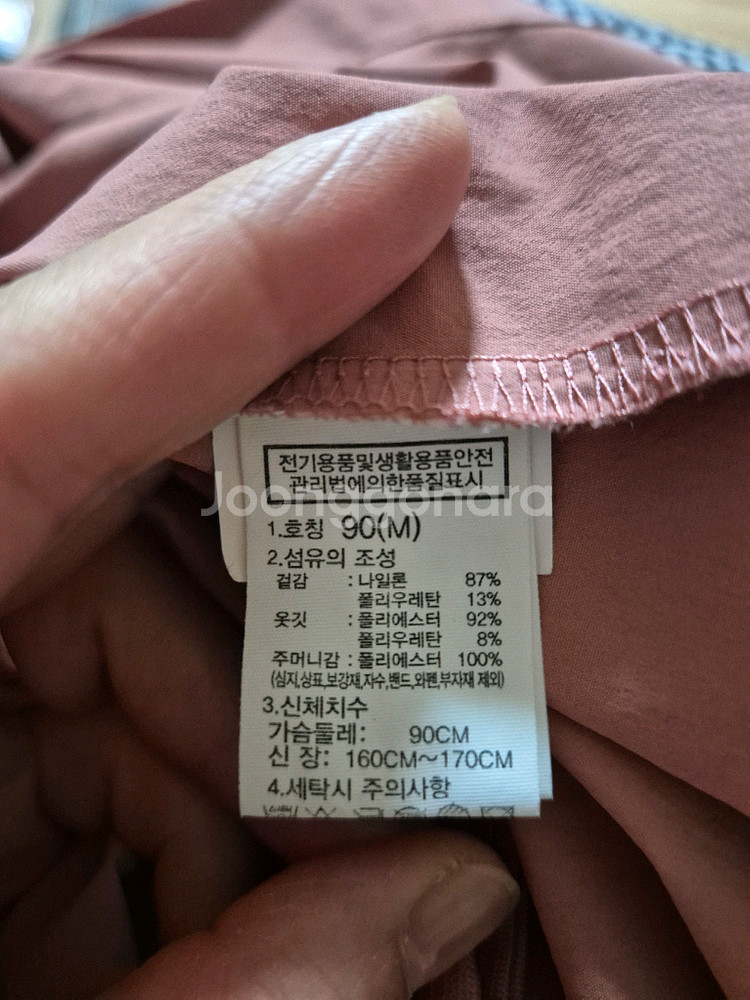 전기용품및생활용품안전
관리법에의한품질표시
Joongonara
1.호칭 90(M)
2.섬유의 조성
겉감 : 나일론 87%
폴리우레탄 13%
옷깃 : 폴리에스터 92%
폴리우레탄 8%
주머니감 : 폴리에스터 100%
(심지,상표,보강재,자수,밴드,와펜,부자재 제외)
3.신체치수
가슴둘레: 90CM
신 장: 160CM~170CM
4.세탁시 주의사항